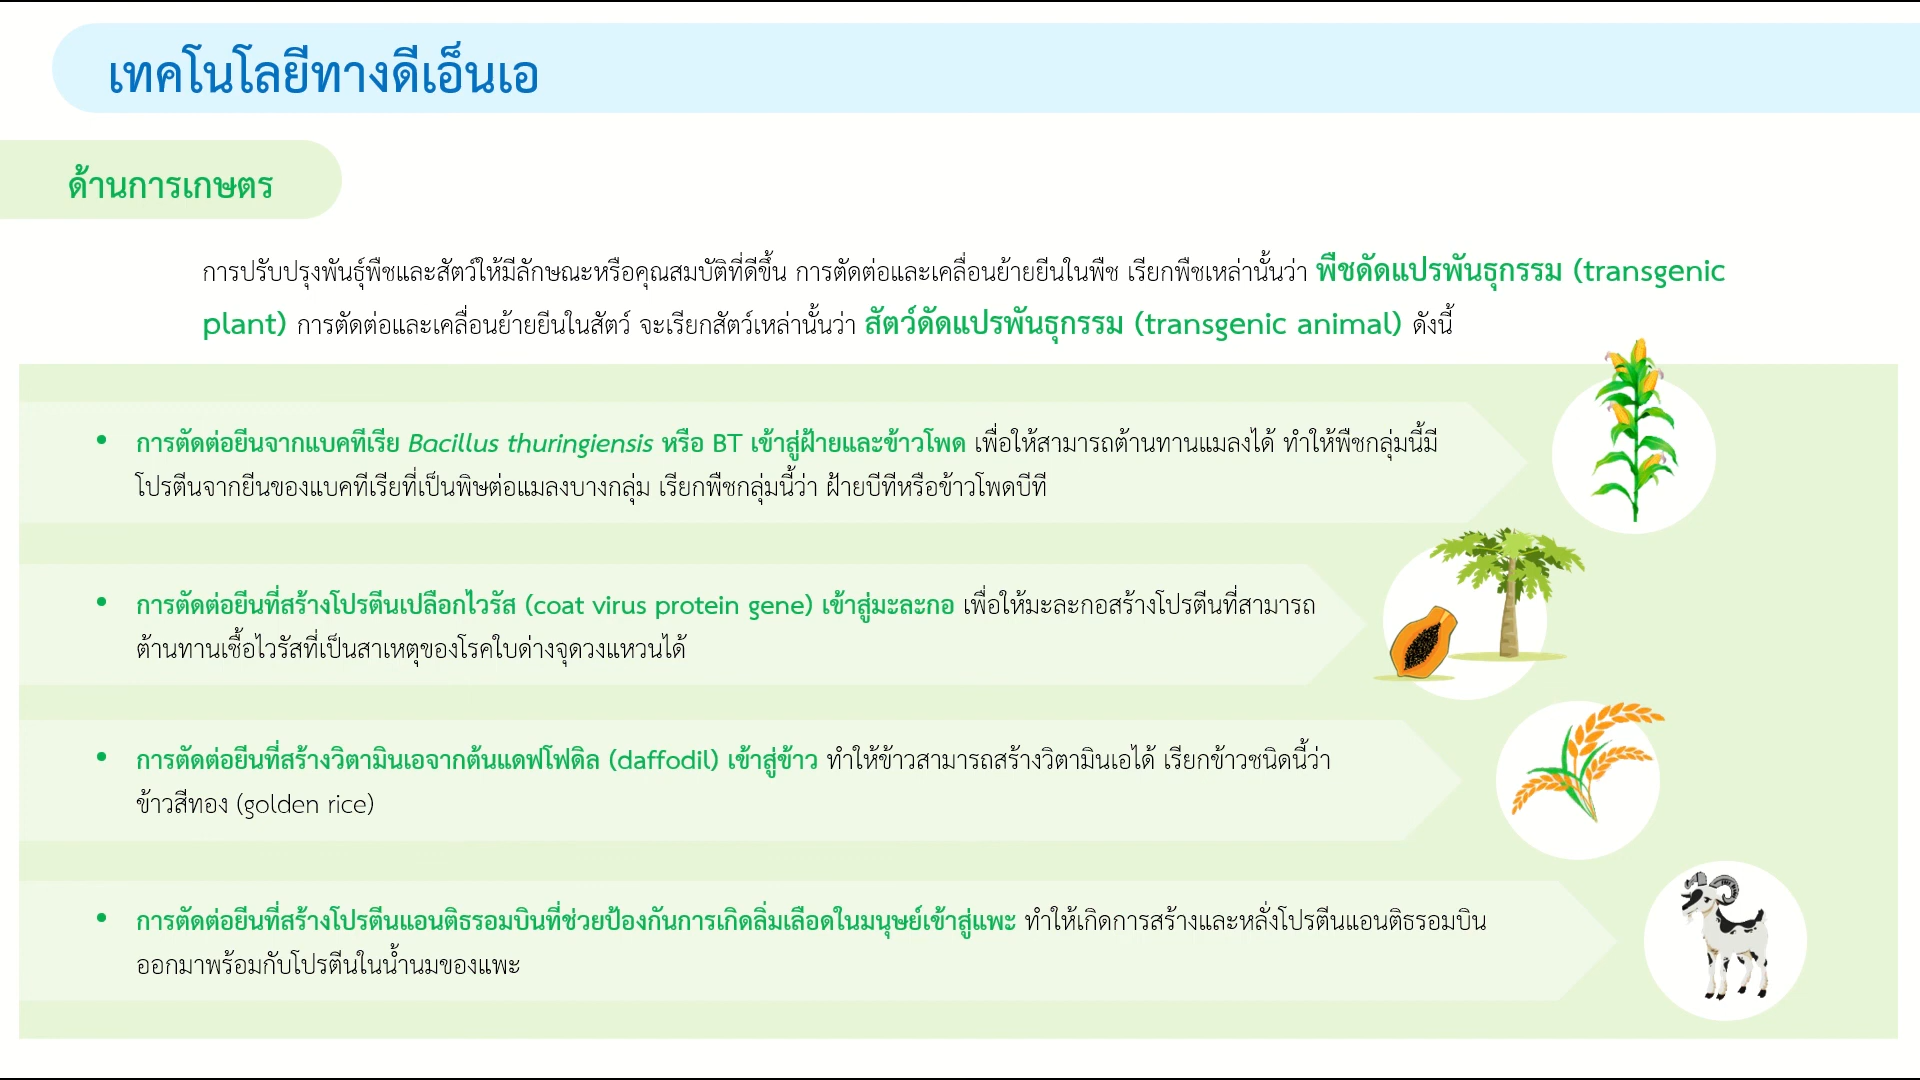 เทคโนโลยีทางดีเอ็นเอ
ด้านการเกษตร
การปรับปรุงพันธุ์พืชและสัตว์ให้มีลักษณะหรือคุณสมบัติที่ดีขึ้น การตัดต่อและเคลื่อนย้ายยีนในพืช เรียกพืชเหล่านั้นว่า พืชดัดแปรพันธุกรรม (transgenic
plant) การตัดต่อและเคลื่อนย้ายยีนในสัตว์ จะเรียกสัตว์เหล่านั้นว่า สัตว์ดัดแปรพันธุกรรม (transgenic animal) ดังนี้
• การตัดต่อยีนจากแบคทีเรีย Bacillus thuringiensis หรือ BT เข้าสู่ฝ้ายและข้าวโพด เพื่อให้สามารถต้านทานแมลงได้ ทำให้พืชกลุ่มนี้มี
โปรตีนจากยีนของแบคทีเรียที่เป็นพิษต่อแมลงบางกลุ่ม เรียกพืชกลุ่มนี้ว่า ฝ้ายบีทีหรือข้าวโพดบีที
• การตัดต่อยีนที่สร้างโปรตีนเปลือกไวรัส (coat virus protein gene) เข้าสู่มะละกอ เพื่อให้มะละกอสร้างโปรตีนที่สามารถ
ต้านทานเชื้อไวรัสที่เป็นสาเหตุของโรคใบด่างจุดวงแหวนได้
• การตัดต่อยีนที่สร้างวิตามินเอจากต้นแดฟโฟดิล (daffodil) เข้าสู่ข้าว ทำให้ข้าวสามารถสร้างวิตามินเอได้ เรียกข้าวชนิดนี้ว่า
ข้าวสีทอง (golden rice)
• การตัดต่อยีนที่สร้างโปรตีนแอนติธรอมบินที่ช่วยป้องกันการเกิดลิ่มเลือดในมนุษย์เข้าสู่แพะ ทำให้เกิดการสร้างและหลั่งโปรตีนแอนติธรอมบิน
ออกมาพร้อมกับโปรตีนในน้ำนมของแพะ